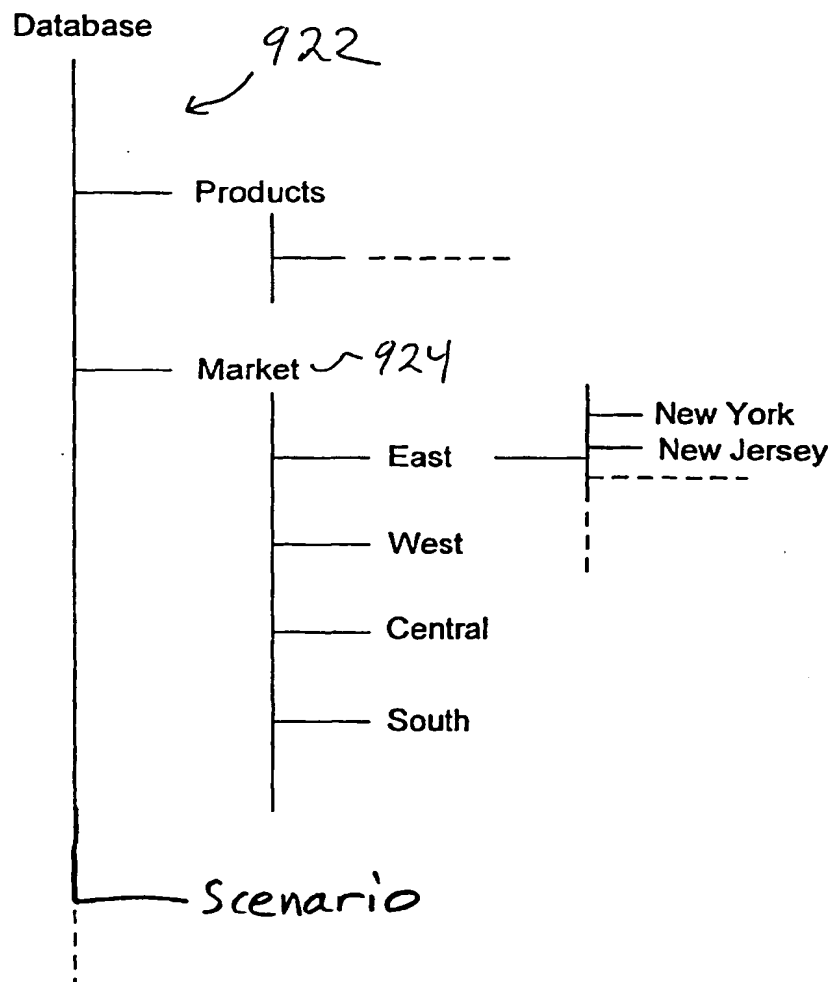 Database
922
Products
Market 924
New York
East
New Jersey
West
Central
South
Scenario